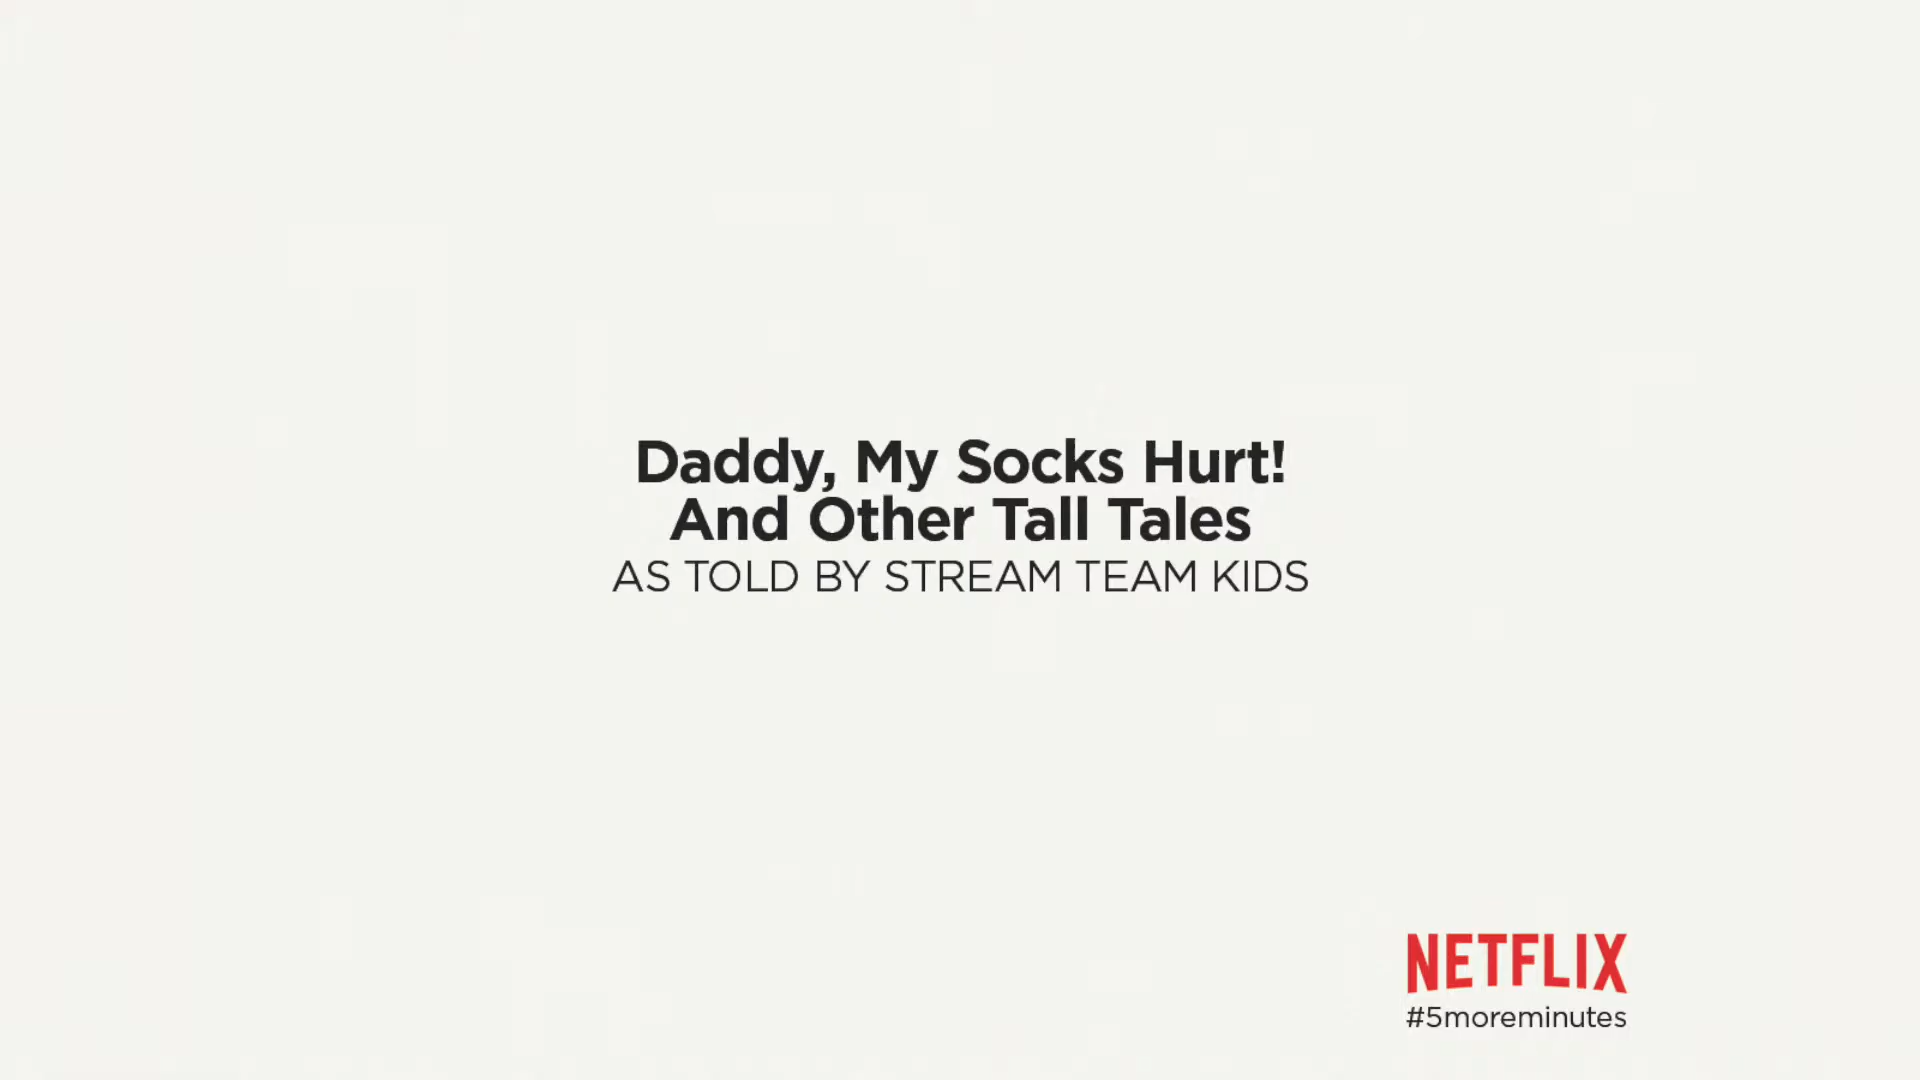 Daddy, My Socks Hurt!
And Other Tall Tales
AS TOLD BY STREAM TEAM KIDS
NETFLIX
#5moreminutes